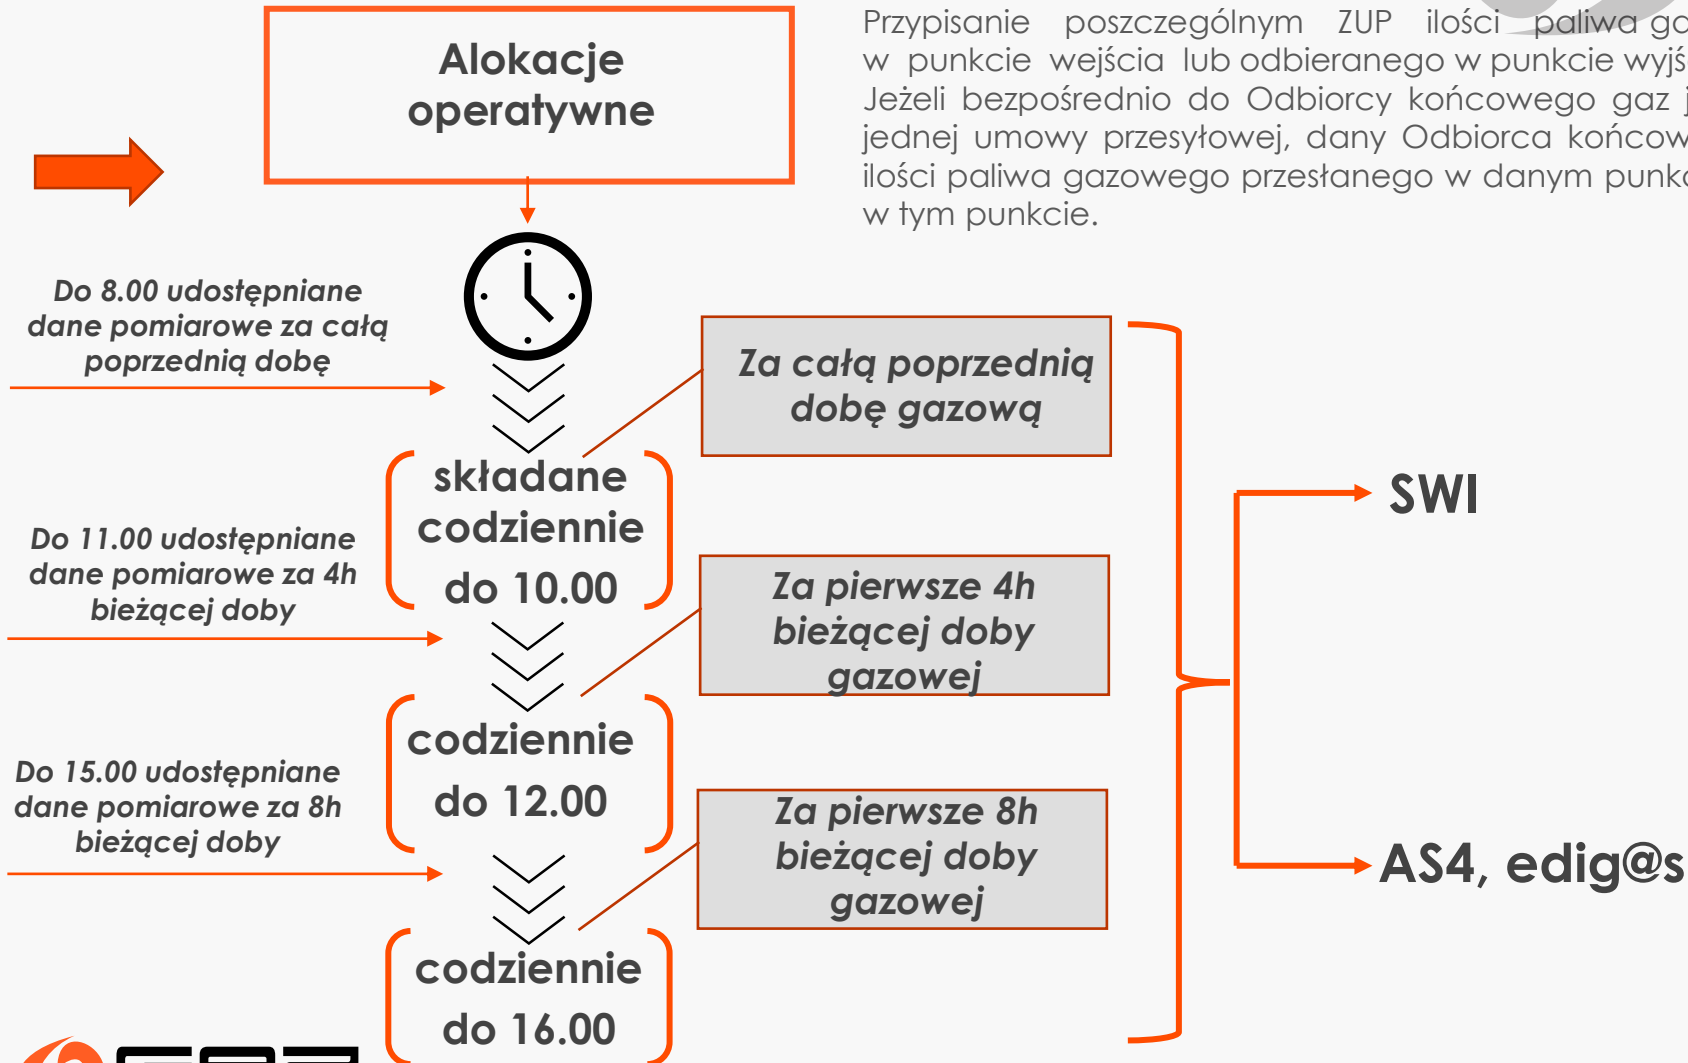 Alokacje
operatywne
Przypisanie poszczególnym ZUP ilości paliwa
w punkcie wejścia lub odbieranego w punkcie
Jeżeli bezpośrednio do Odbiorcy końcowego gaz
jednej umowy przesyłowej, dany Odbiorca
ilości paliwa gazowego przesłanego w danym
w tym punkcie.
Do 8.00 udostępniane
dane pomiarowe za całą
poprzednią dobę
Za całą poprzednią
dobę gazową
składane
codziennie
do 10.00
SWI
Do 11.00 udostępniane
dane pomiarowe za 4h
bieżącej doby
Za pierwsze 4h
bieżącej doby
gazowej
codziennie
do 12.00
Do 15.00 udostępniane
dane pomiarowe za 8h
bieżącej doby
Za pierwsze 8h
bieżącej doby
gazowej
AS4, edig@s
codziennie
do 16.00